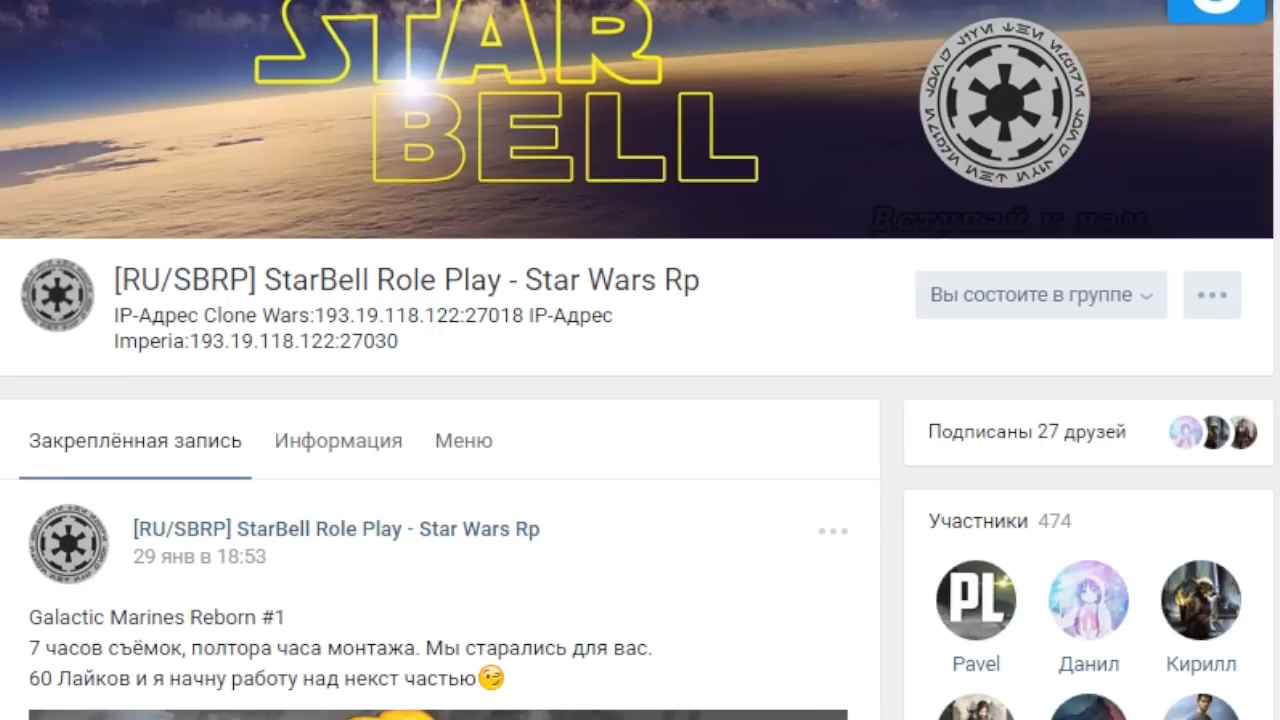 STAR
BELL
Вступай к нам
[RU/SBRP] StarBell Role Play - Star Wars Rp
IP-Адрес Clone Wars:193.19.118.122:27018 IP-Адрес
Imperia:193.19.118.122:27030
Вы состоите в группе
Закреплённая запись Информация Меню
Подписаны 27 друзей
[RU/SBRP] StarBell Role Play - Star Wars Rp
29 янв в 18:53
Galactic Marines Reborn #1
7 часов съёмок, полтора часа монтажа. Мы старались для вас.
60 Лайков и я начну работу над некст частью
Участники 474
PL
Pavel Данил Кирилл